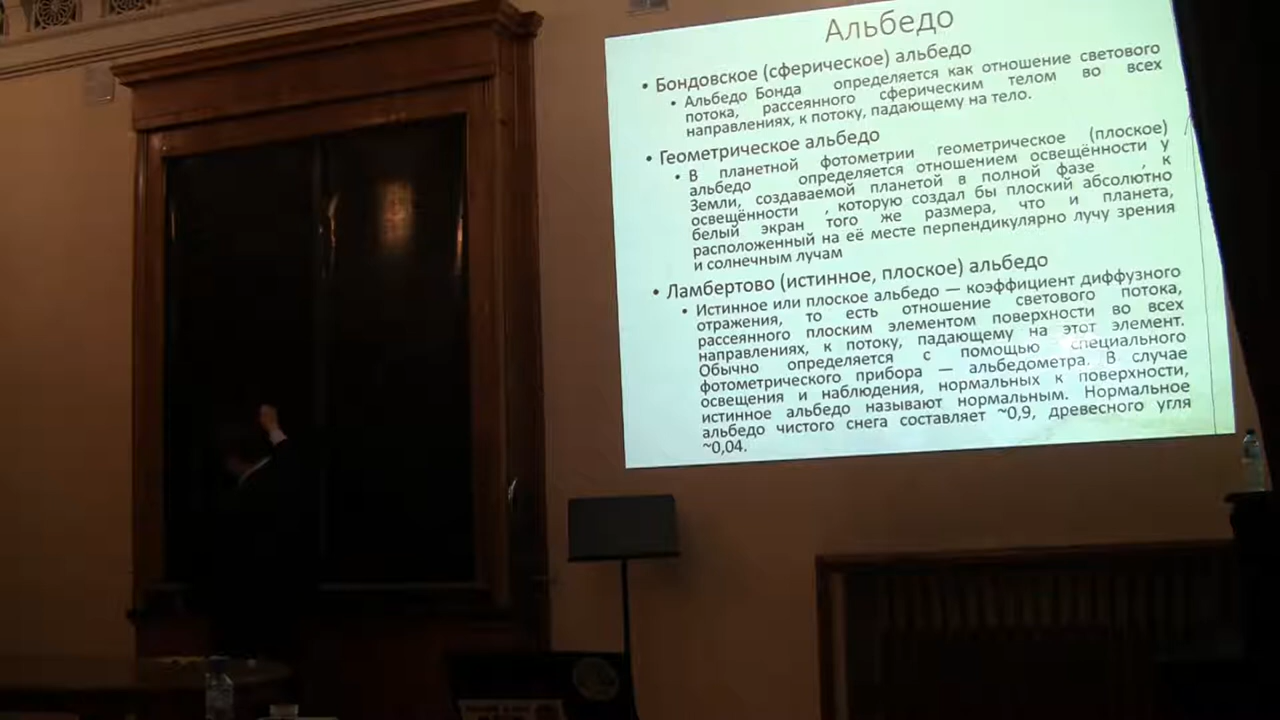 Альбедо
• Бондовское (сферическое) альбедо
• Альбедо Бонда определяется как отношение светового
потока, рассеянного сферическим телом во всех
направлениях, к потоку, падающему на тело.
• Геометрическое альбедо
• В планетной фотометрии геометрическое (плоское)
альбедо определяется отношением освещённости у
Земли, создаваемой планетой в полной фазе , к
освещённости , которую создал бы плоский абсолютно
белый экран того же размера, что и планета,
расположенный на её месте перпендикулярно лучу зрения
и солнечным лучам
• Ламбертово (истинное, плоское) альбедо
• Истинное или плоское альбедо — коэффициент диффузного
отражения, то есть отношение светового потока,
рассеянного плоским элементом поверхности во всех
направлениях, к потоку, падающему на этот элемент.
Обычно определяется с помощью специального
фотометрического прибора — альбедометра. В случае
освещения и наблюдения, нормальных к поверхности,
истинное альбедо называют нормальным. Нормальное
альбедо чистого снега составляет ~0,9, древесного угля
~0,04.